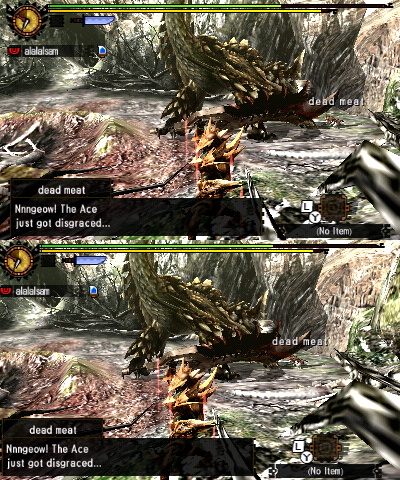 alalalsam
dead meat
dead meat
Nnngeow! The Ace
just got disgraced...
L
Y
(No Item)
alalalsam
dead meat
dead meat
Nnngeow! The Ace
just got disgraced...
L
Y
(No Item)